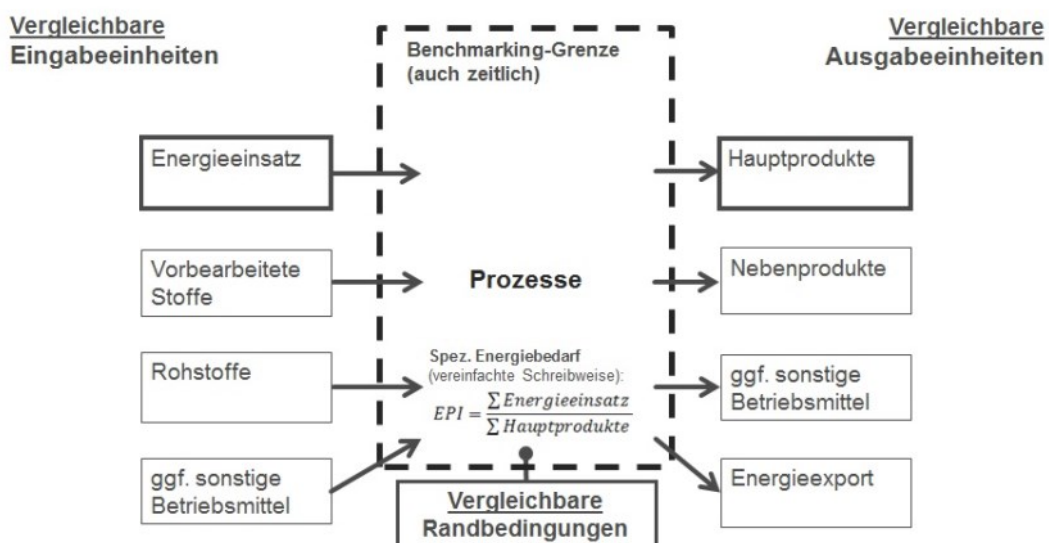 Vergleichbare
Eingabeeinheiten
Benchmarking-Grenze
(auch zeitlich)
Vergleichbare
Ausgabeeinheiten
Energieeinsatz
Hauptprodukte
Vorbearbeitete
Stoffe
Prozesse
Nebenprodukte
Rohstoffe
Spez. Energiebedarf
(vereinfachte Schreibweise):
EPI = ∑ Energieeinsatz / ∑ Hauptprodukte
ggf. sonstige
Betriebsmittel
ggf. sonstige
Betriebsmittel
Energieexport
Vergleichbare
Randbedingungen